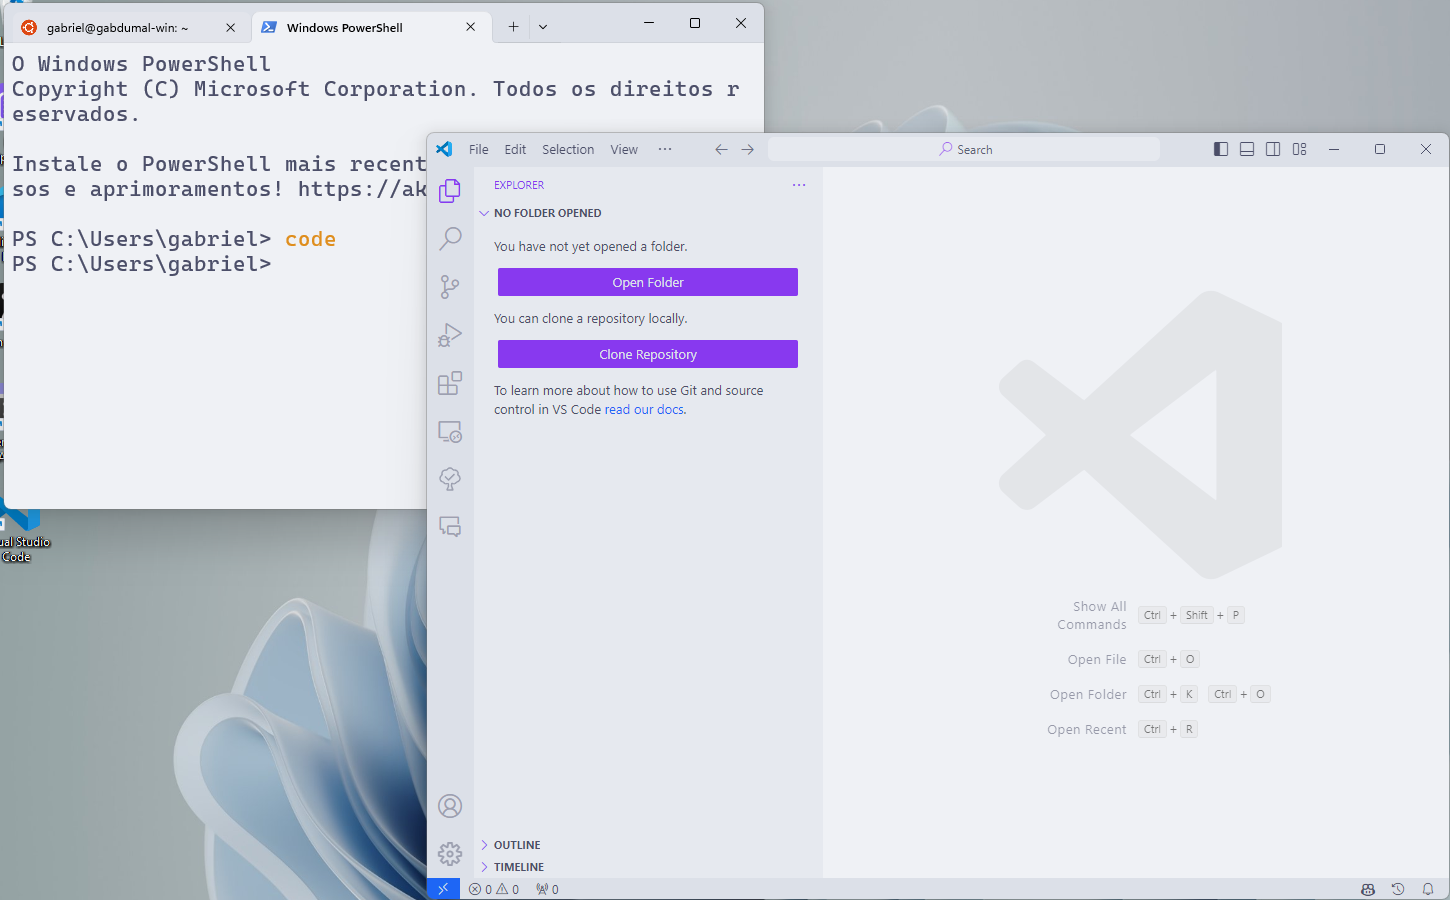 gabriel@gabdumal-win: ~
Windows PowerShell
O Windows PowerShell
Copyright (C) Microsoft Corporation. Todos os direitos r
eservados.
Instale o PowerShell mais recent
sos e aprimoramentos! https://ak
PS C:\Users\gabriel> code
PS C:\Users\gabriel>
File Edit Selection View ··· Search
EXPLORER
NO FOLDER OPENED
You have not yet opened a folder.
Open Folder
You can clone a repository locally.
Clone Repository
To learn more about how to use Git and source
control in VS Code read our docs.
Show All
Commands
Ctrl + Shift + P
Open File Ctrl + O
Open Folder Ctrl + K Ctrl + O
Open Recent Ctrl + R
OUTLINE
TIMELINE
0 0 0
ual Studio
Code